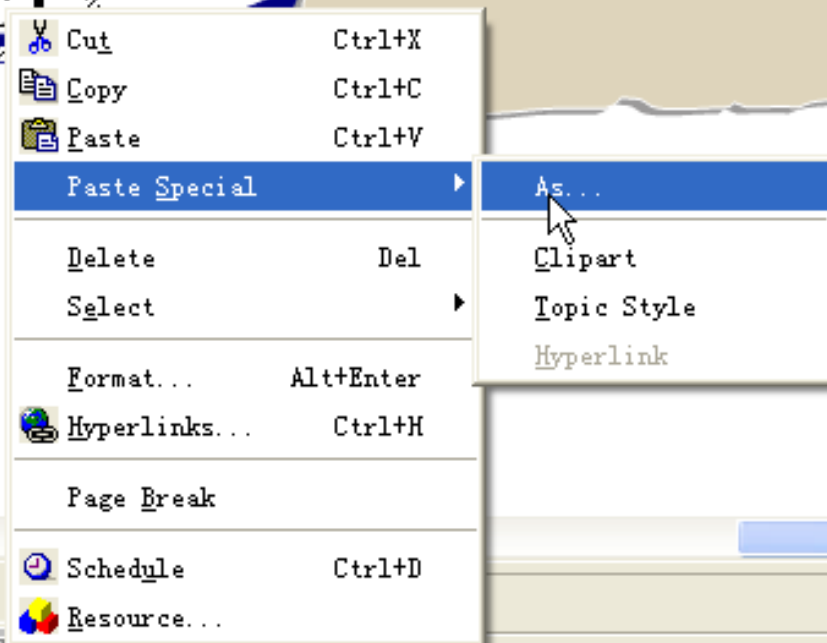 Cut Ctrl+X
Copy Ctrl+C
Paste Ctrl+V
Paste Special As...
Delete Del Clipart
Select Topic Style
Hyperlink
Format... Alt+Enter
Hyperlinks... Ctrl+H
Page Break
Schedule Ctrl+D
Resource...